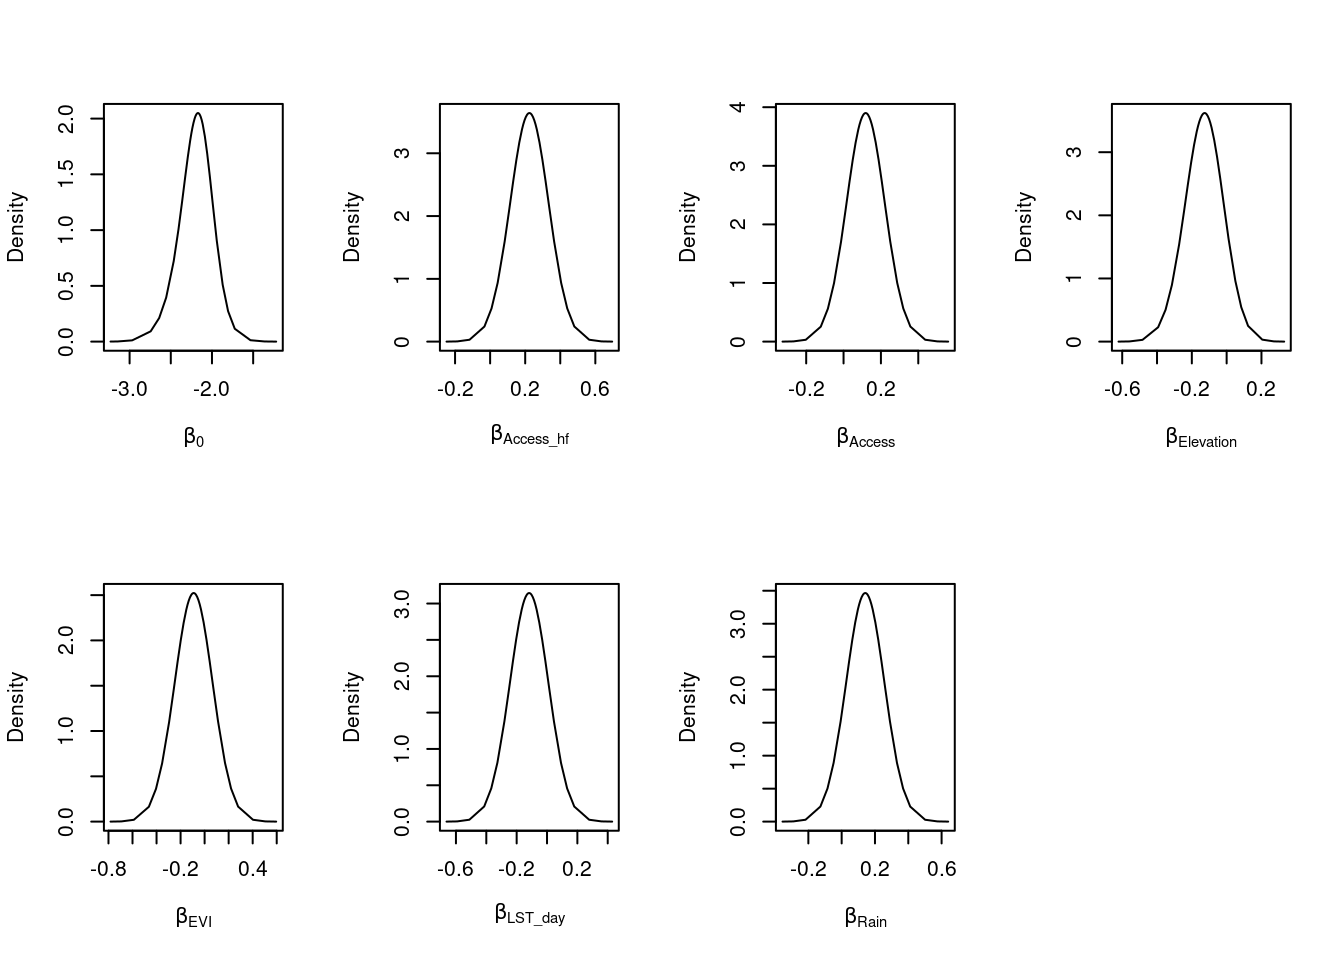 Density
0.0 0.5 1.0 1.5 2.0
-3.0 -2.0
β0
Density
0 1 2 3
-0.2 0.2 0.6
βAccess_hf
Density
0 1 2 3 4
-0.2 0.2
βAccess
Density
0 1 2 3
-0.6 -0.2 0.2
βElevation
Density
0.0 1.0 2.0
-0.8 -0.2 0.4
βEVI
Density
0.0 1.0 2.0 3.0
-0.6 -0.2 0.2
βLST_day
Density
0.0 1.0 2.0 3.0
-0.2 0.2 0.6
βRain